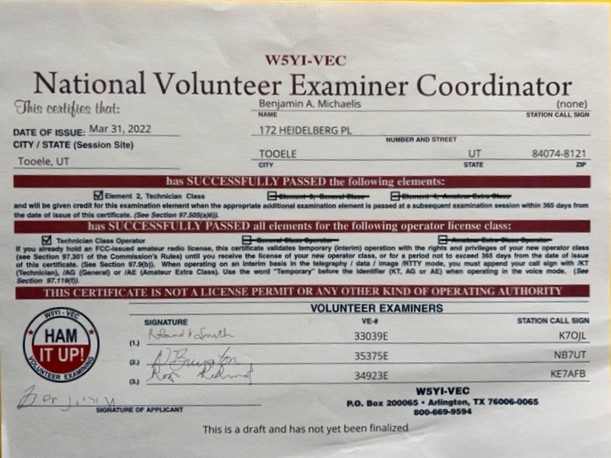 W5YI-VEC
National Volunteer Examiner Coordinator
This certifies that:
Benjamin A. Michaelis (none)
NAME STATION CALL SIGN
DATE OF ISSUE: Mar 31, 2022
172 HEIDELBERG PL
NUMBER AND STREET
CITY / STATE (Session Site)
TOOELE UT 84074-8121
Tooele, UT
CITY STATE ZIP
has SUCCESSFULLY PASSED the following elements:
Element 2, Technician Class Element 3, General Class Element 4, Amateur Extra Class
and will be given credit for this examination element when the appropriate additional examination element is passed at a subsequent examination session within 365 days from
the date of issue of this certificate. (See Section 97.505(a)6)).
has SUCCESSFULLY PASSED all elements for the following operator license class:
Technician Class Operator General Class Operator Amateur Extra Class Operator
If you already hold an FCC-issued amateur radio license, this certificate validates temporary (interim) operation with the rights and privileges of your new operator class
(see Section 97.301 of the Commission's Rules) until you receive the license of your new operator class, or for a period not to exceed 365 days from the date of issue
of this certificate. (See Section 97.9(b)). When operating on an interim basis in the telegraphy / data / image /RTTY mode, you must append your call sign with /KT
(Technician), /AG (General) or /AE (Amateur Extra Class). Use the word "Temporary" before the identifier (KT, AG or AE) when operating in the voice mode. (See
Section 97.119(f)).
THIS CERTIFICATE IS NOT A LICENSE PERMIT OR ANY OTHER KIND OF OPERATING AUTHORITY
VOLUNTEER EXAMINERS
SIGNATURE VE-# STATION CALL SIGN
(1.) Smith 33039E K7OJL
(2.) 35375E NB7UT
(3.) 34923E KE7AFB
W5YI - VEC
HAM
IT UP!
VOLUNTEER EXAMINING
SIGNATURE OF APPLICANT
W5YI-VEC
P.O. Box 200065 • Arlington, TX 76006-0065
800-669-9594
This is a draft and has not yet been finalized